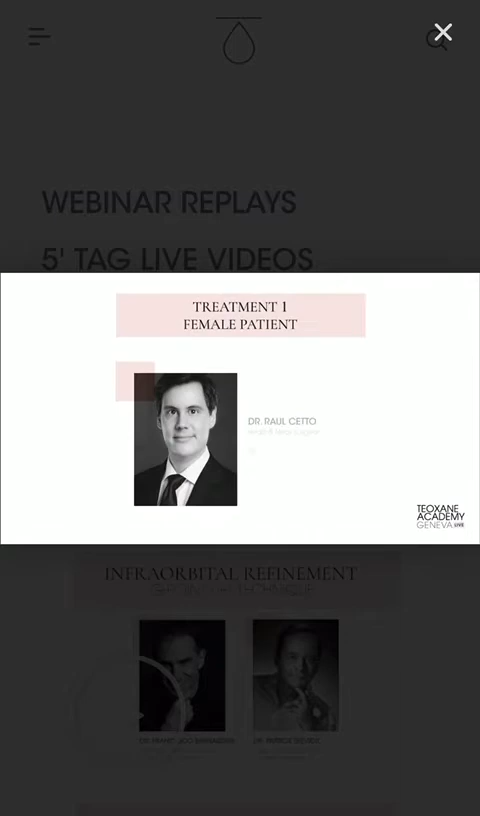 WEBINAR REPLAYS
5' TAG LIVE VIDEOS
TREATMENT 1
FEMALE PATIENT
DR. RAUL CETTO
TEOXANE
ACADEMY
GENEVA LIVE
INFRAORBITAL REFINEMENT